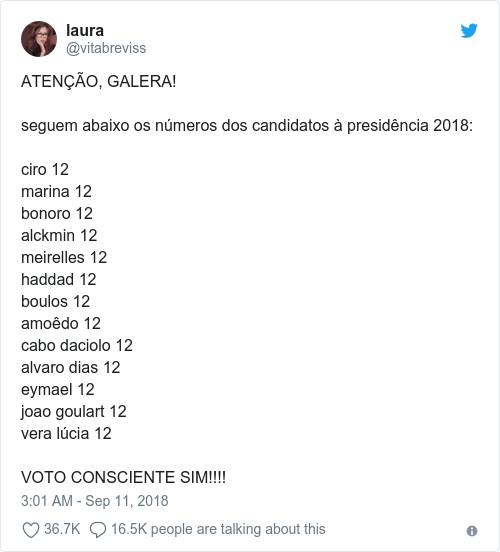 laura
@vitabreviss
ATENÇÃO, GALERA!
seguem abaixo os números dos candidatos à presidência 2018:
ciro 12
marina 12
bonoro 12
alckmin 12
meirelles 12
haddad 12
boulos 12
amoêdo 12
cabo daciolo 12
alvaro dias 12
eymael 12
joao goulart 12
vera lúcia 12
VOTO CONSCIENTE SIM!!!!
3:01 AM - Sep 11, 2018
36.7K 16.5K people are talking about this